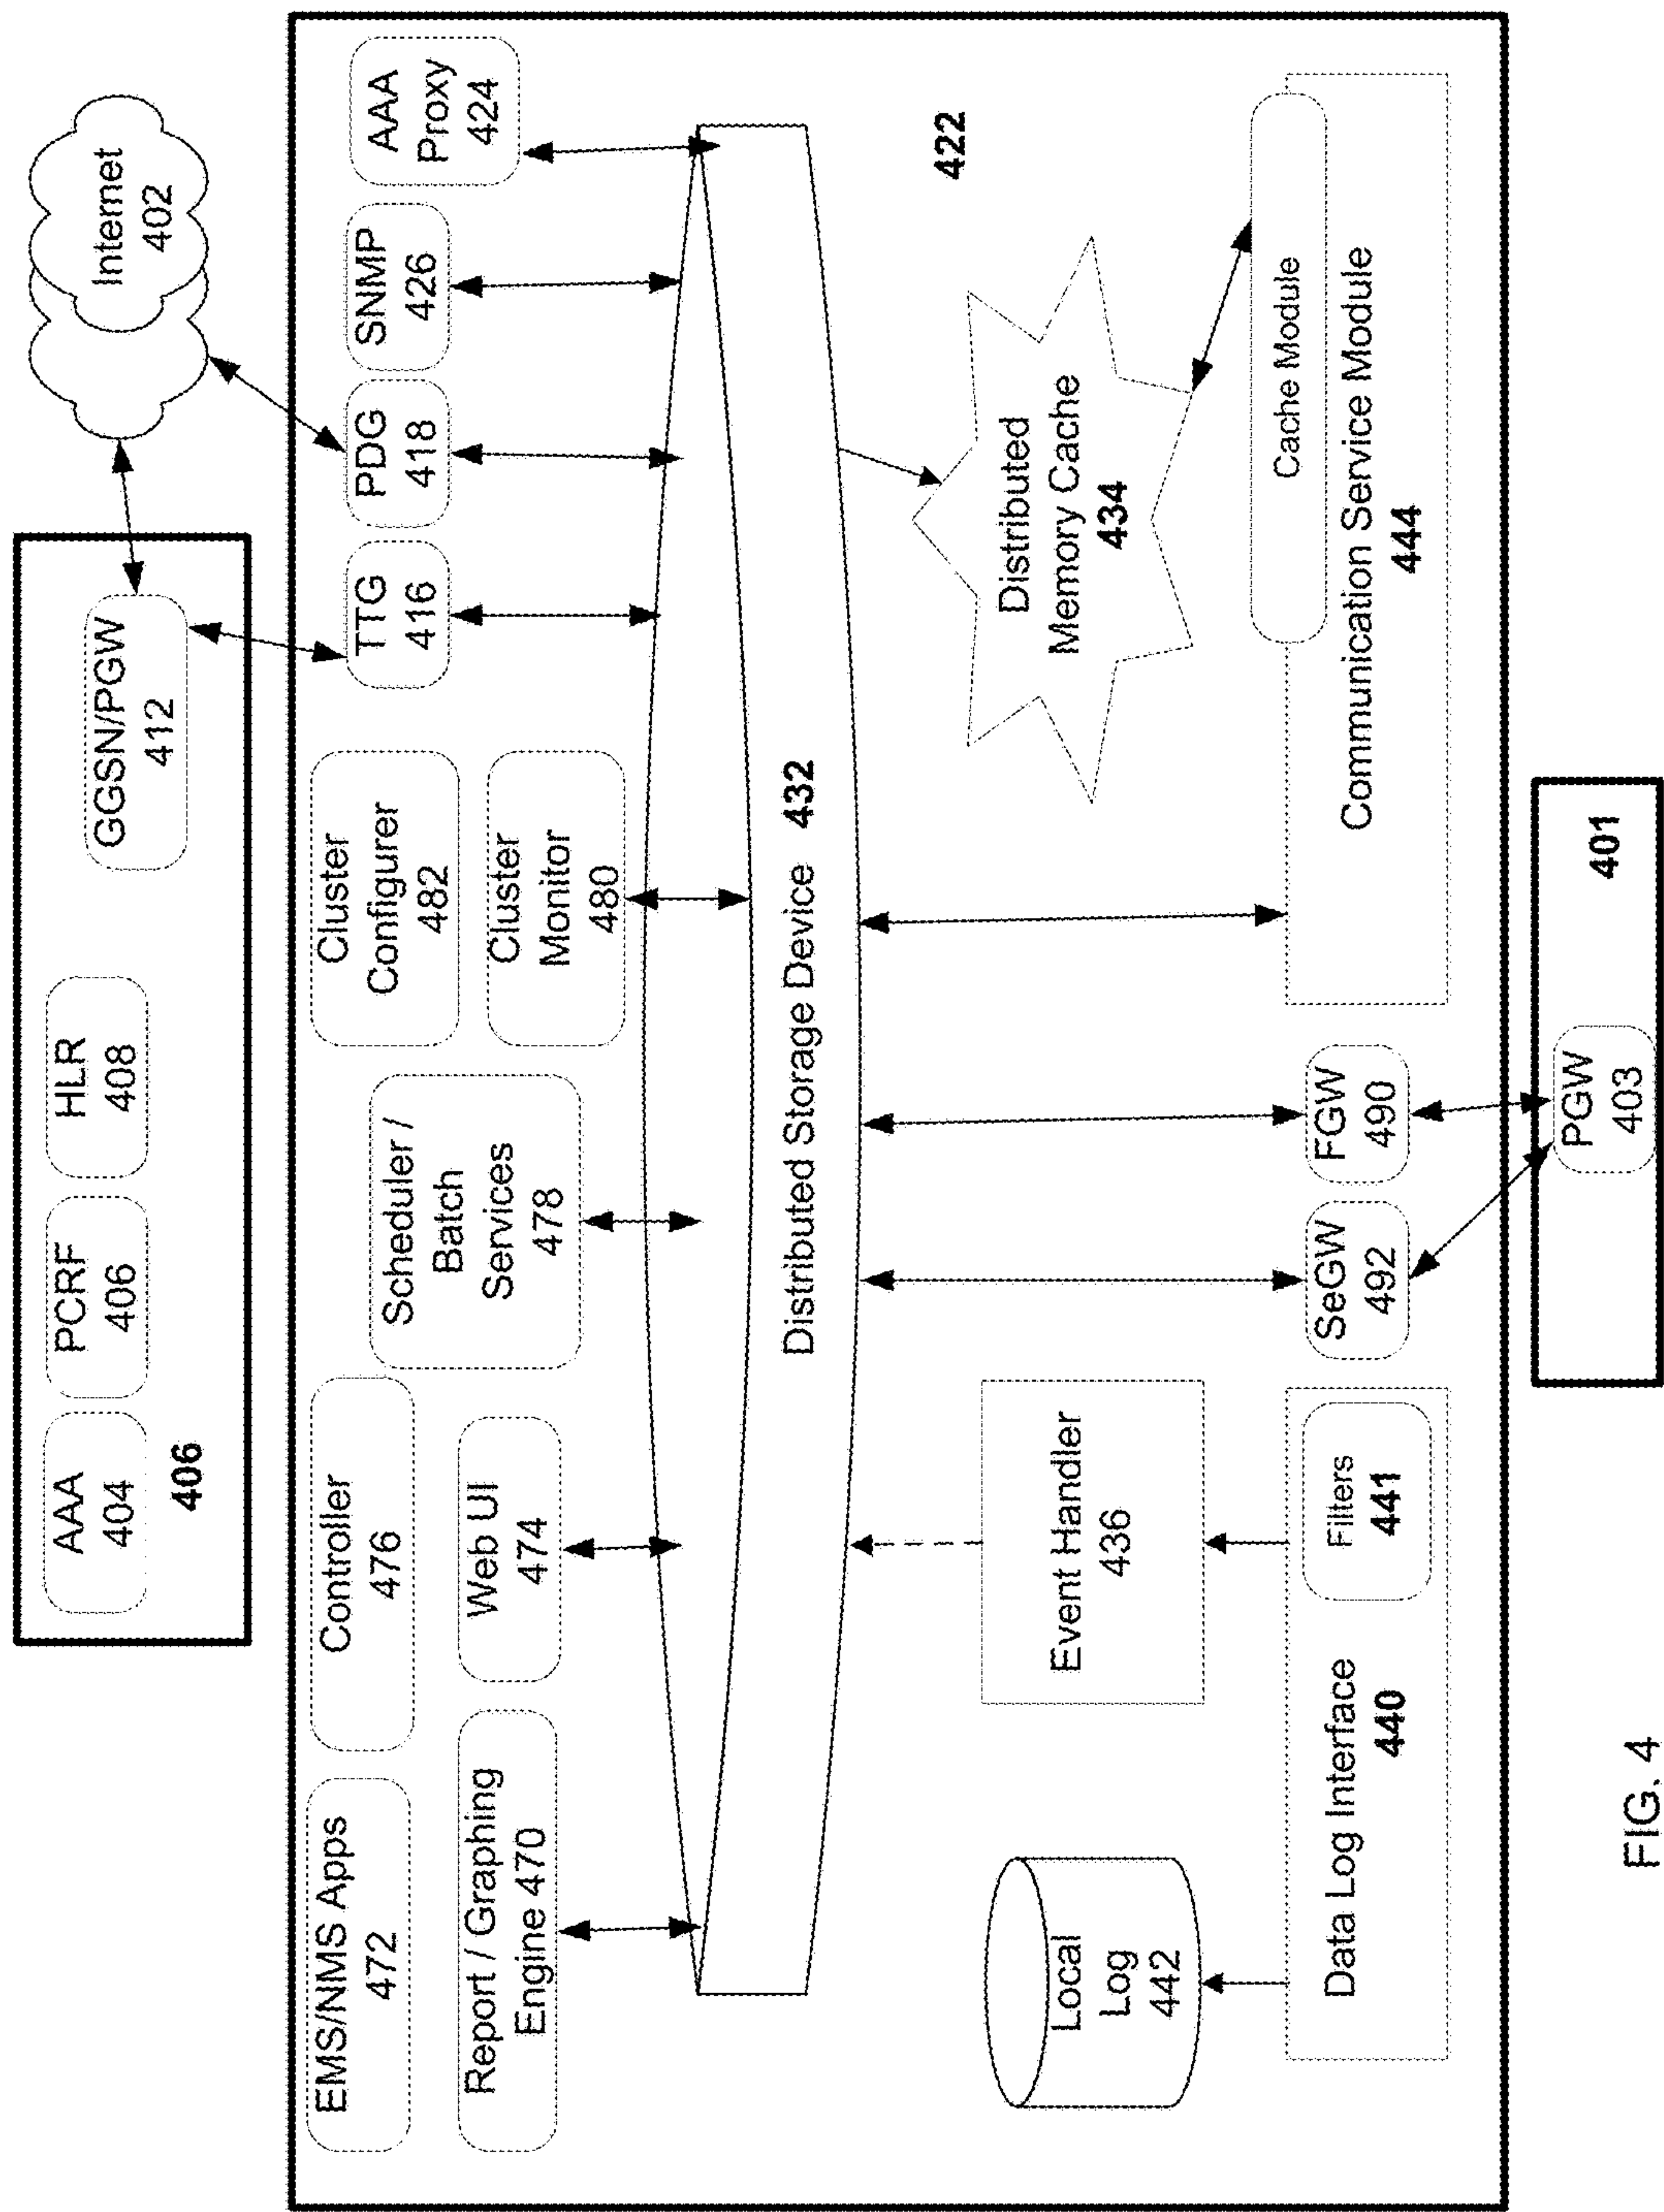 AAA
404
PCRF
406
HLR
408
GGSN/PGW
412
406
Internet
402
EMS/NMS Apps
472
Controller
476
Report / Graphing
Engine 470
Web UI
474
Scheduler /
Batch
Services
478
Cluster
Configurer
482
Cluster
Monitor
480
TTG
416
PDG
418
SNMP
426
AAA
Proxy
424
Distributed Storage Device 432
422
Local
Log
442
Event Handler
436
Distributed
Memory Cache
434
Data Log Interface
440
Filters
441
SeGW
492
FGW
490
Cache Module
Communication Service Module
444
PGW
403
401
FIG. 4